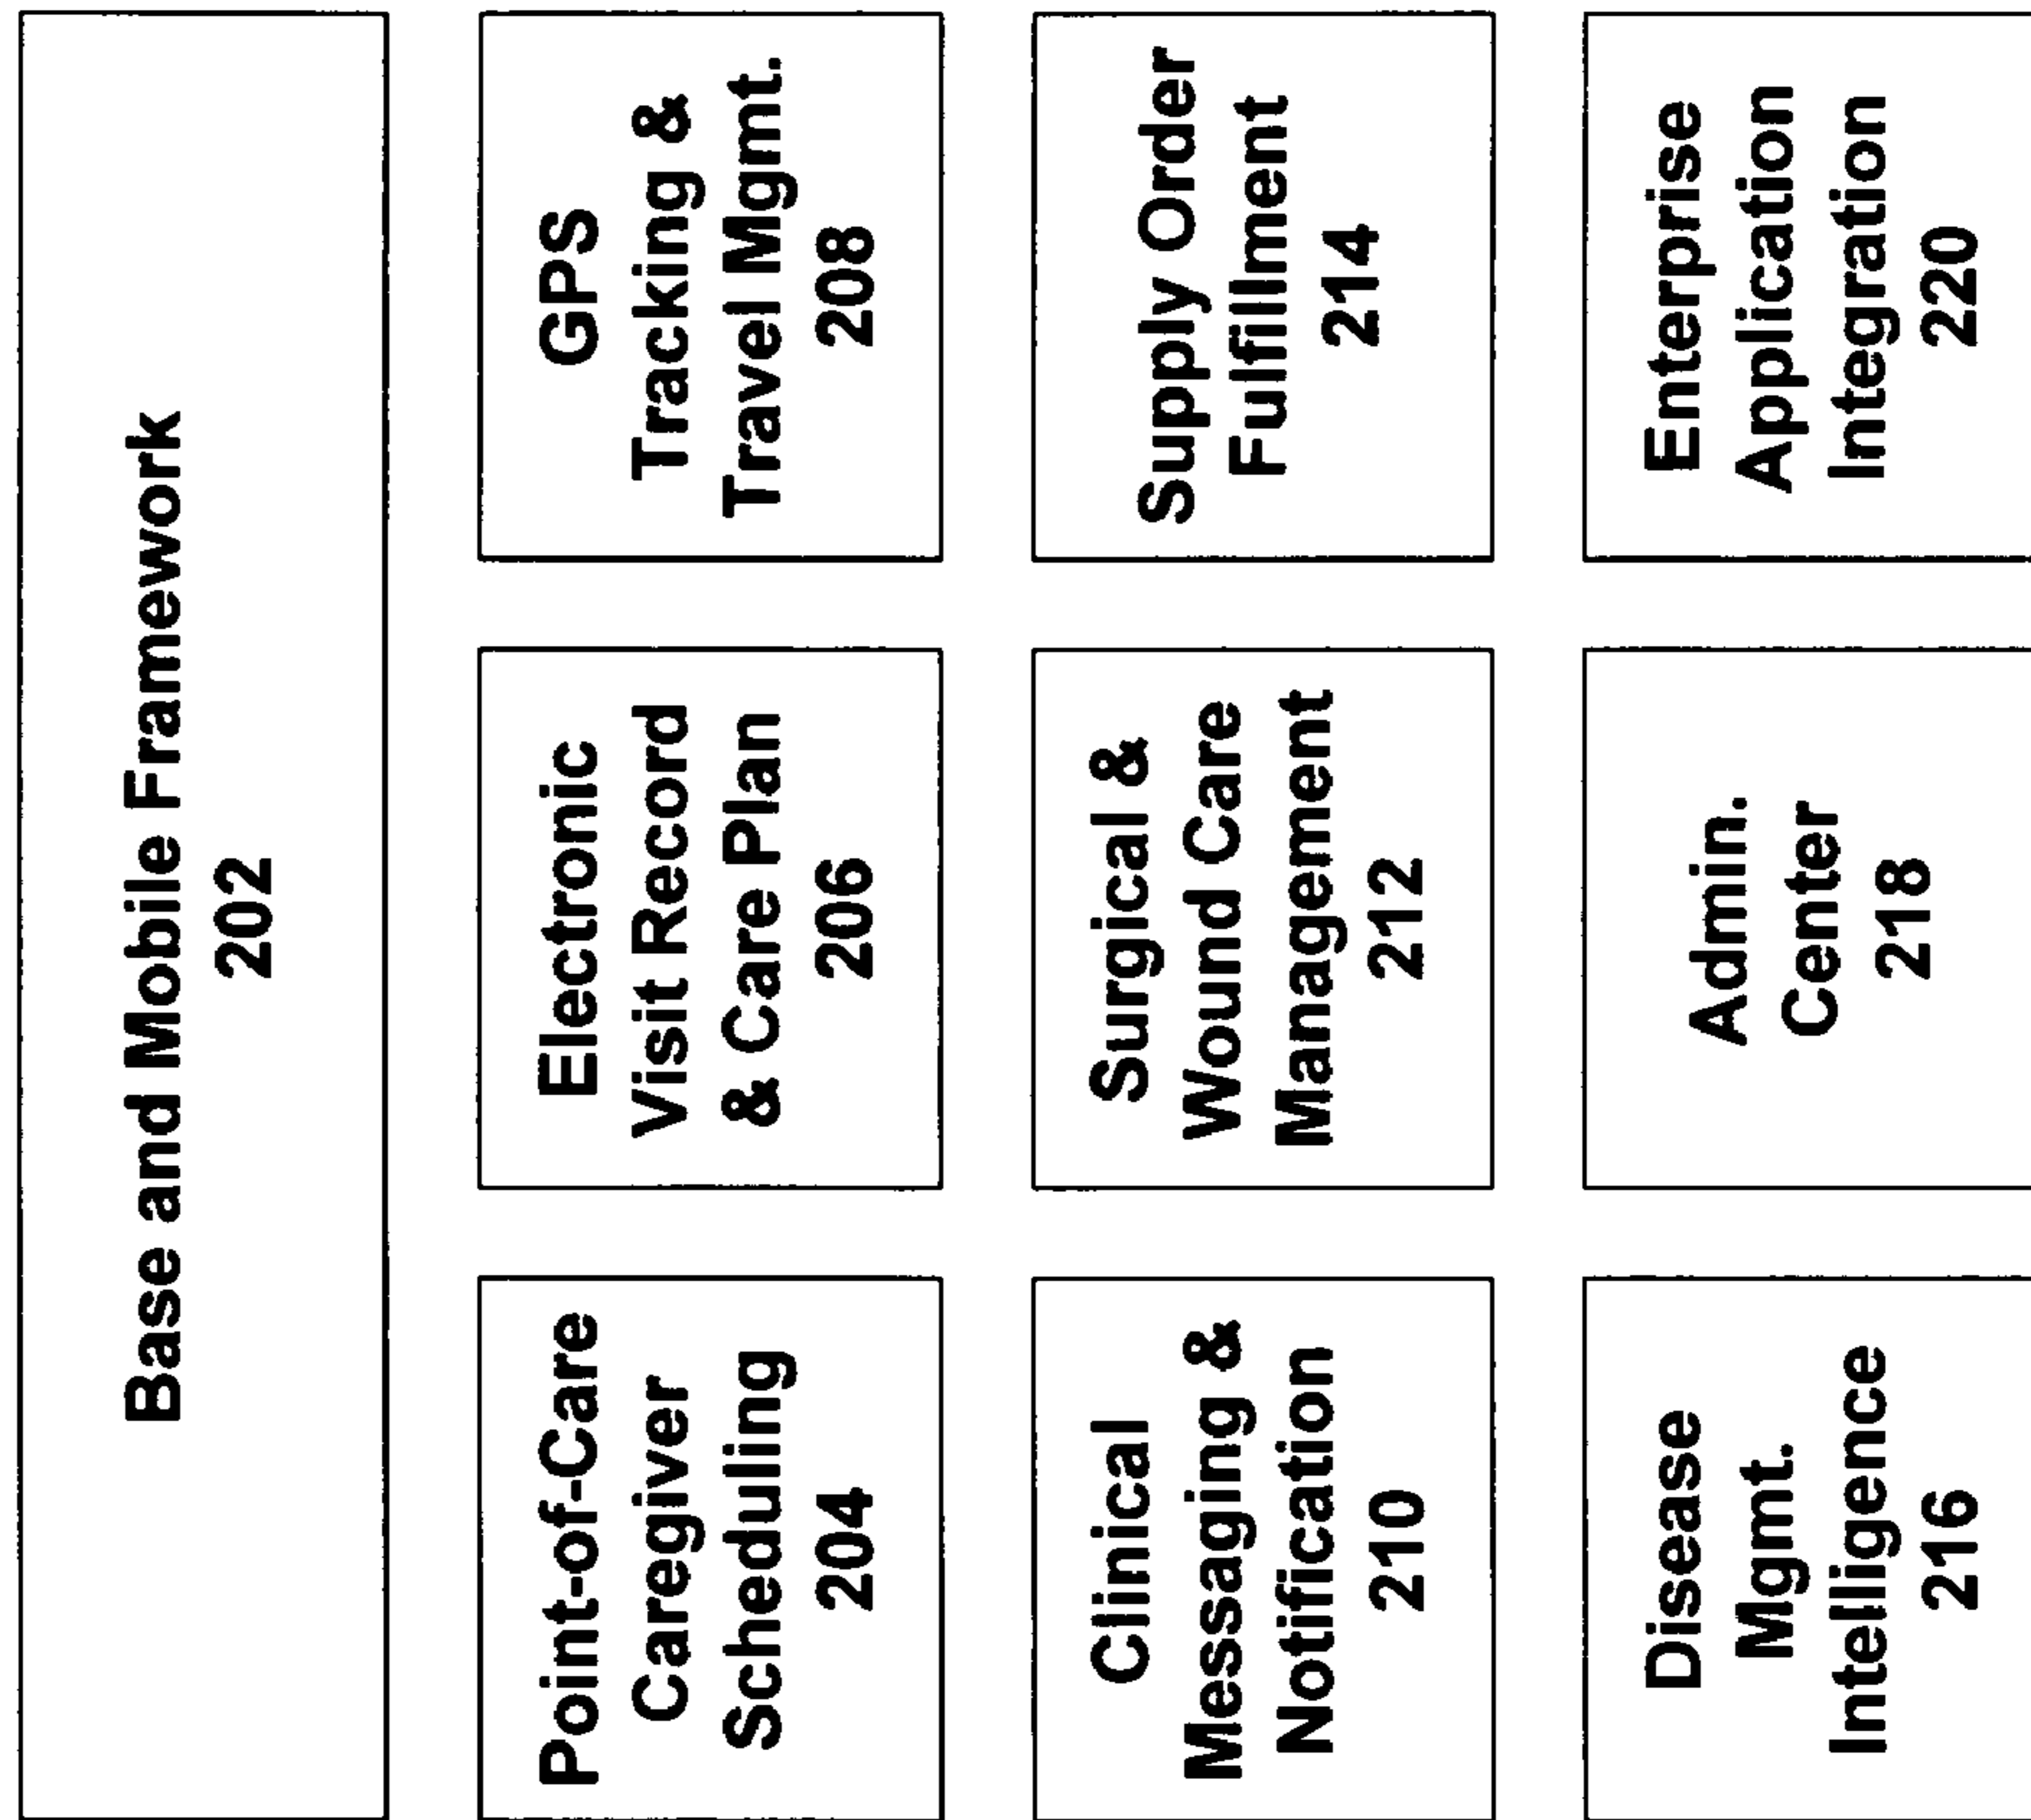 Base and Mobile Framework
202
Point-of-Care
Caregiver
Scheduling
204
Electronic
Visit Record
& Care Plan
206
GPS
Tracking &
Travel Mgmt.
208
Clinical
Messaging &
Notification
210
Surgical &
Wound Care
Management
212
Supply Order
Fulfillment
214
Disease
Mgmt.
Intelligence
216
Admin.
Center
218
Enterprise
Application
Integration
220